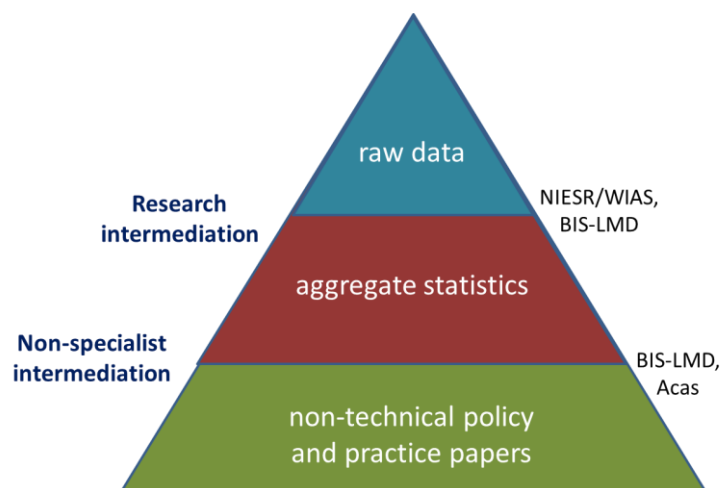 raw data
Research
intermediation
NIESR/WIAS,
BIS-LMD
aggregate statistics
Non-specialist
intermediation
BIS-LMD,
Acas
non-technical policy
and practice papers